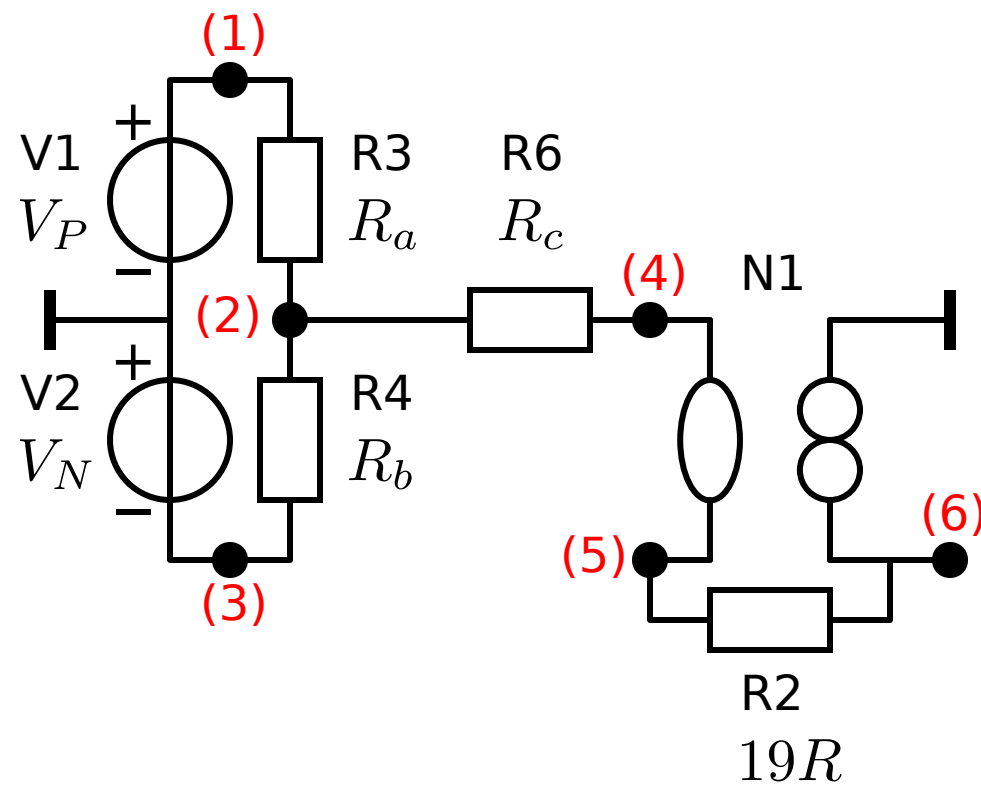 (1)
+
V1
V_P
−
R3
R_a
R6
R_c
(2)
(4)
N1
+
V2
V_N
−
R4
R_b
(3)
(5)
(6)
R2
19R